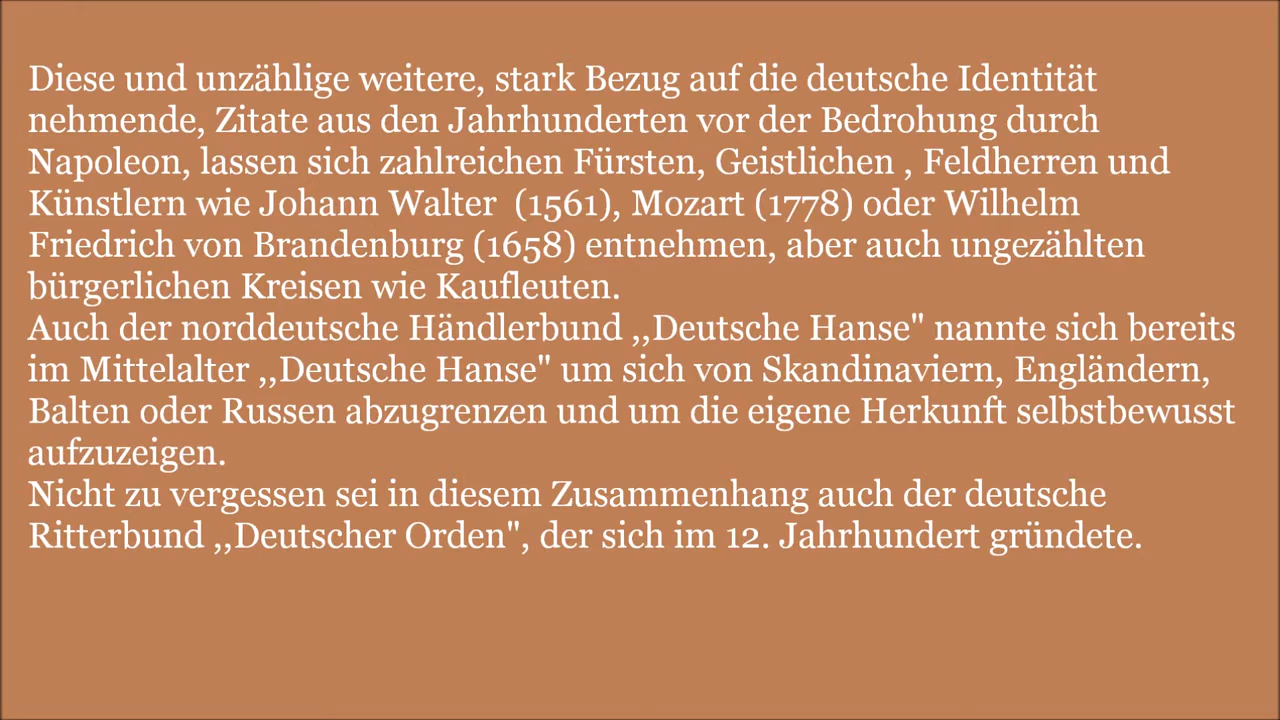 Diese und unzählige weitere, stark Bezug auf die deutsche Identität
nehmende, Zitate aus den Jahrhunderten vor der Bedrohung durch
Napoleon, lassen sich zahlreichen Fürsten, Geistlichen , Feldherren und
Künstlern wie Johann Walter  (1561), Mozart (1778) oder Wilhelm
Friedrich von Brandenburg (1658) entnehmen, aber auch ungezählten
bürgerlichen Kreisen wie Kaufleuten.
Auch der norddeutsche Händlerbund ,,Deutsche Hanse" nannte sich bereits
im Mittelalter ,,Deutsche Hanse" um sich von Skandinaviern, Engländern,
Balten oder Russen abzugrenzen und um die eigene Herkunft selbstbewusst
aufzuzeigen.
Nicht zu vergessen sei in diesem Zusammenhang auch der deutsche
Ritterbund ,,Deutscher Orden", der sich im 12. Jahrhundert gründete.